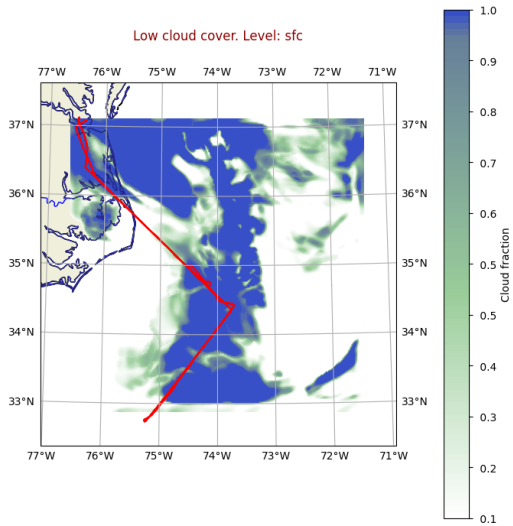 Low cloud cover. Level: sfc
77°W 76°W 75°W 74°W 73°W 72°W 71°W
37°N 37°N
36°N 36°N
35°N 35°N
34°N 34°N
33°N 33°N
77°W 76°W 75°W 74°W 73°W 72°W 71°W
1.0
0.9
0.8
0.7
0.6
0.5
0.4
0.3
0.2
0.1
Cloud fraction